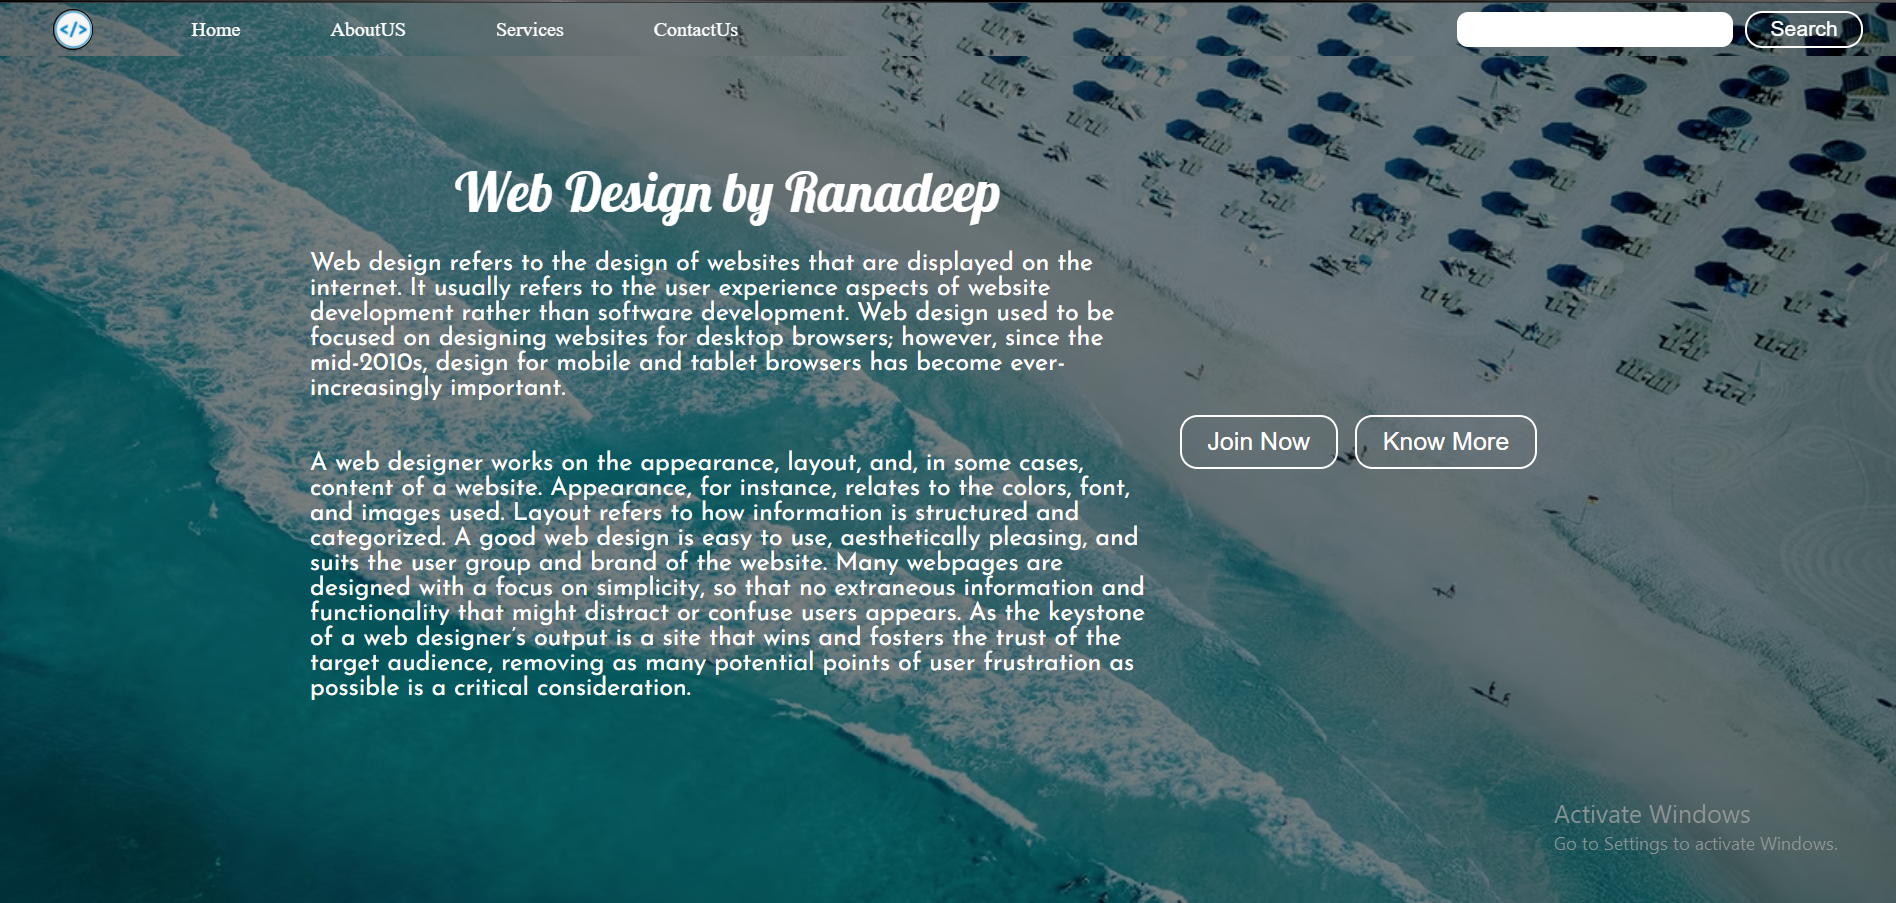 </>
Home
AboutUS
Services
ContactUs
Search
Web Design by Ranadeep
Web design refers to the design of websites that are displayed on the
internet. It usually refers to the user experience aspects of website
development rather than software development. Web design used to be
focused on designing websites for desktop browsers; however, since the
mid-2010s, design for mobile and tablet browsers has become ever-
increasingly important.
Join Now
Know More
A web designer works on the appearance, layout, and, in some cases,
content of a website. Appearance, for instance, relates to the colors, font,
and images used. Layout refers to how information is structured and
categorized. A good web design is easy to use, aesthetically pleasing, and
suits the user group and brand of the website. Many webpages are
designed with a focus on simplicity, so that no extraneous information and
functionality that might distract or confuse users appears. As the keystone
of a web designer’s output is a site that wins and fosters the trust of the
target audience, removing as many potential points of user frustration as
possible is a critical consideration.
Activate Windows
Go to Settings to activate Windows.